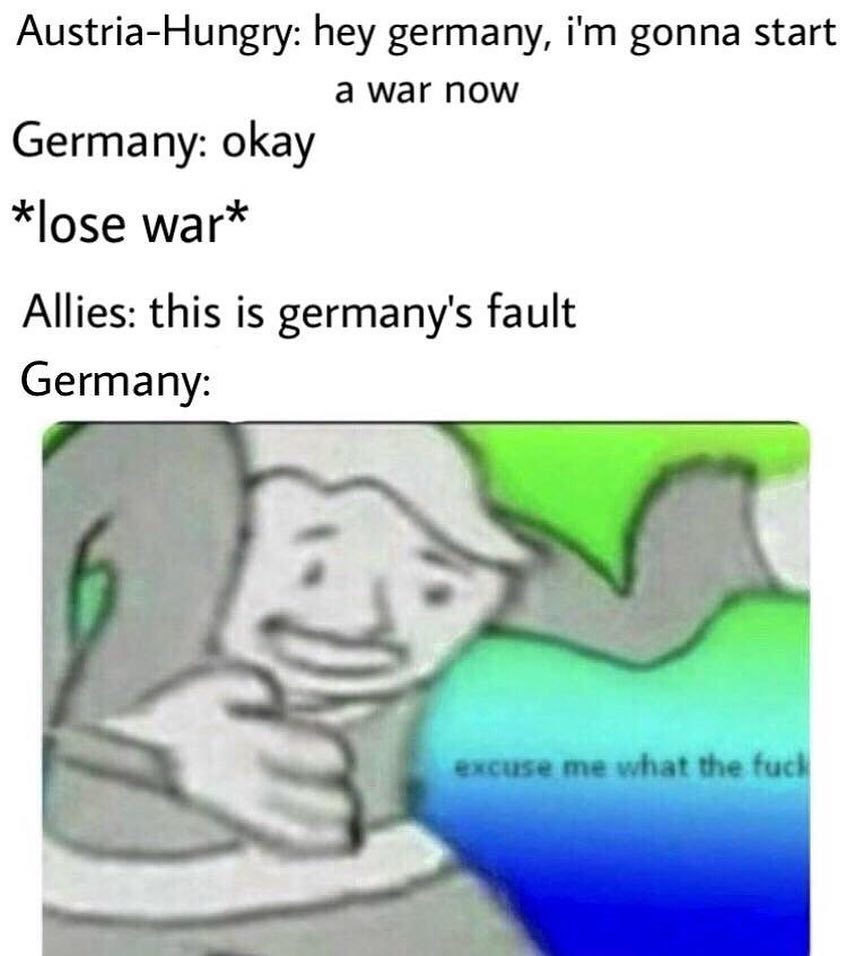 Austria-Hungry: hey germany, i'm gonna start
a war now
Germany: okay
*lose war*
Allies: this is germany's fault
Germany:
excuse me what the fuck